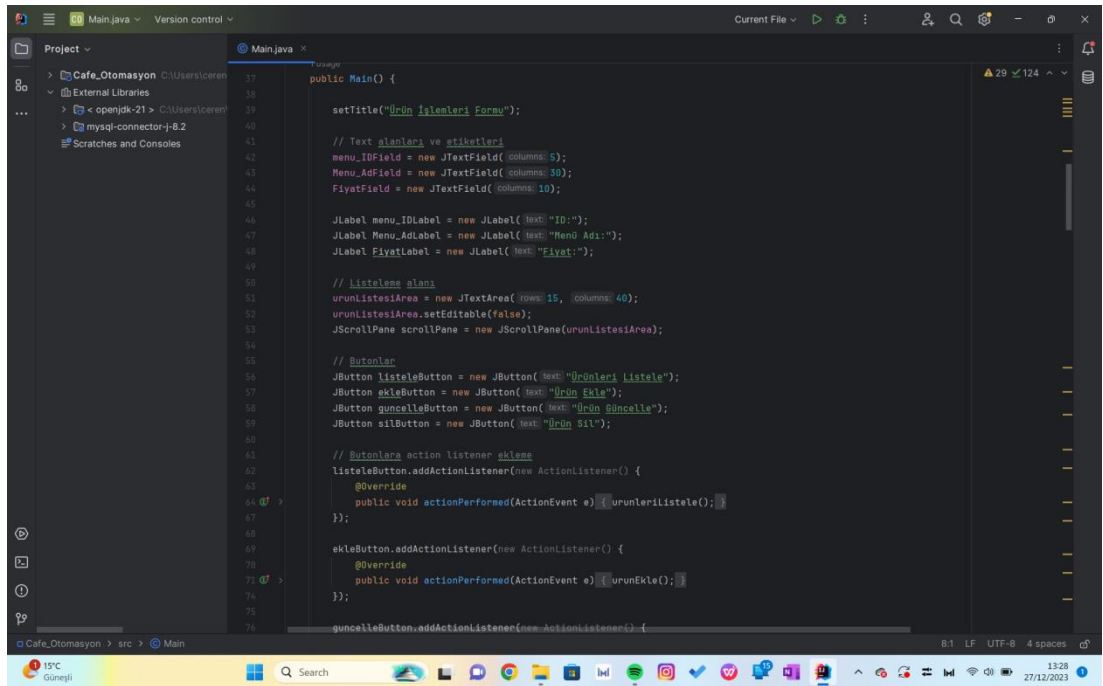 CO Main.java Version control Current File
Project
Main.java
Cafe_Otomasyon C:\Users\ceren
External Libraries
< openjdk-21 > C:\Users\ceren
mysql-connector-j-8.2
Scratches and Consoles
29 124
1 usage
37 public Main() {
38
39 setTitle("Ürün İşlemleri Formu");
40
41 // Text alanları ve etiketleri
42 menu_IDField = new JTextField( columns: 5);
43 Menu_AdField = new JTextField( columns: 30);
44 FiyatField = new JTextField( columns: 10);
45
46 JLabel menu_IDLabel = new JLabel( text: "ID:");
47 JLabel Menu_AdLabel = new JLabel( text: "Menü Adı:");
48 JLabel FiyatLabel = new JLabel( text: "Fiyat:");
49
50 // Listeleme alanı
51 urunListesiArea = new JTextArea( rows: 15, columns: 40);
52 urunListesiArea.setEditable(false);
53 JScrollPane scrollPane = new JScrollPane(urunListesiArea);
54
55 // Butonlar
56 JButton listeleButton = new JButton( text: "Ürünleri Listele");
57 JButton ekleButton = new JButton( text: "Ürün Ekle");
58 JButton guncelleButton = new JButton( text: "Ürün Güncelle");
59 JButton silButton = new JButton( text: "Ürün Sil");
60
61 // Butonlara action listener ekleme
62 listeleButton.addActionListener(new ActionListener() {
63 @Override
64 public void actionPerformed(ActionEvent e) { urunleriListele(); }
67 });
68
69 ekleButton.addActionListener(new ActionListener() {
70 @Override
71 public void actionPerformed(ActionEvent e) { urunEkle(); }
74 });
75
76 guncelleButton.addActionListener(new ActionListener() {
Cafe_Otomasyon > src > Main
8:1 LF UTF-8 4 spaces
1 15°C
Güneşli
Search
15
13:28
27/12/2023
1